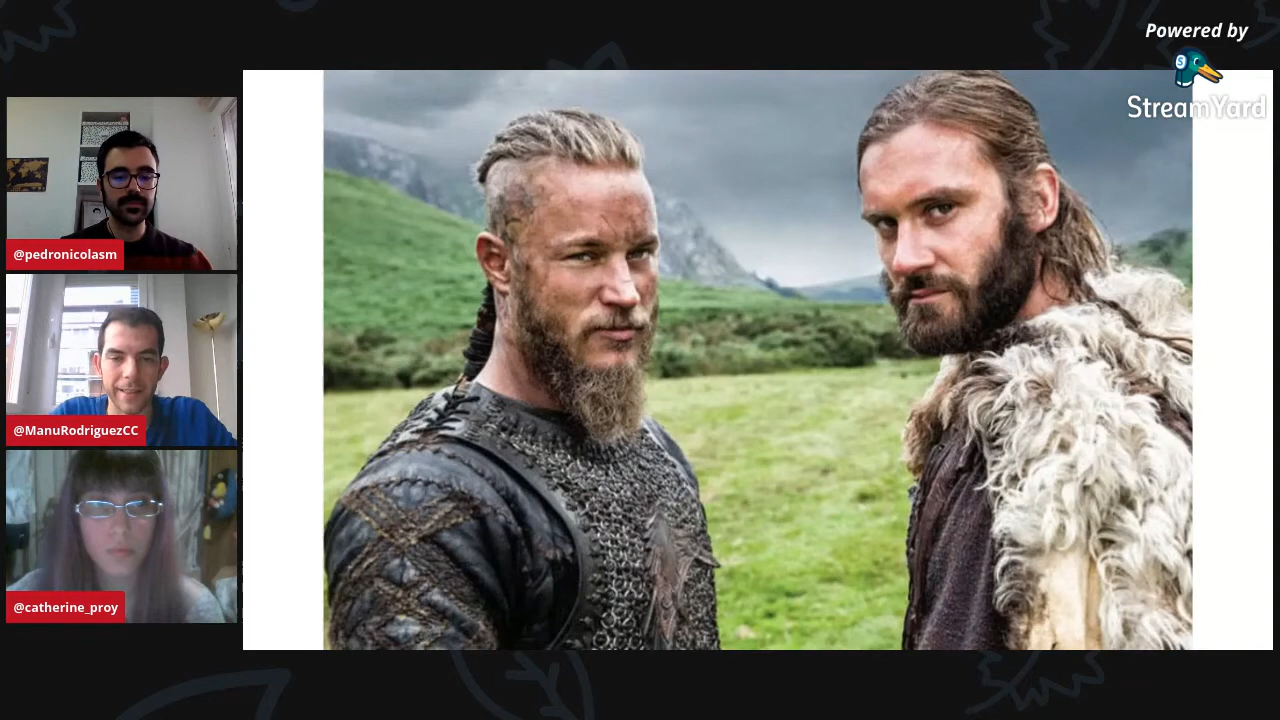 Powered by
StreamYard
@pedronicolasm
@ManuRodriguezCC
@catherine_proy